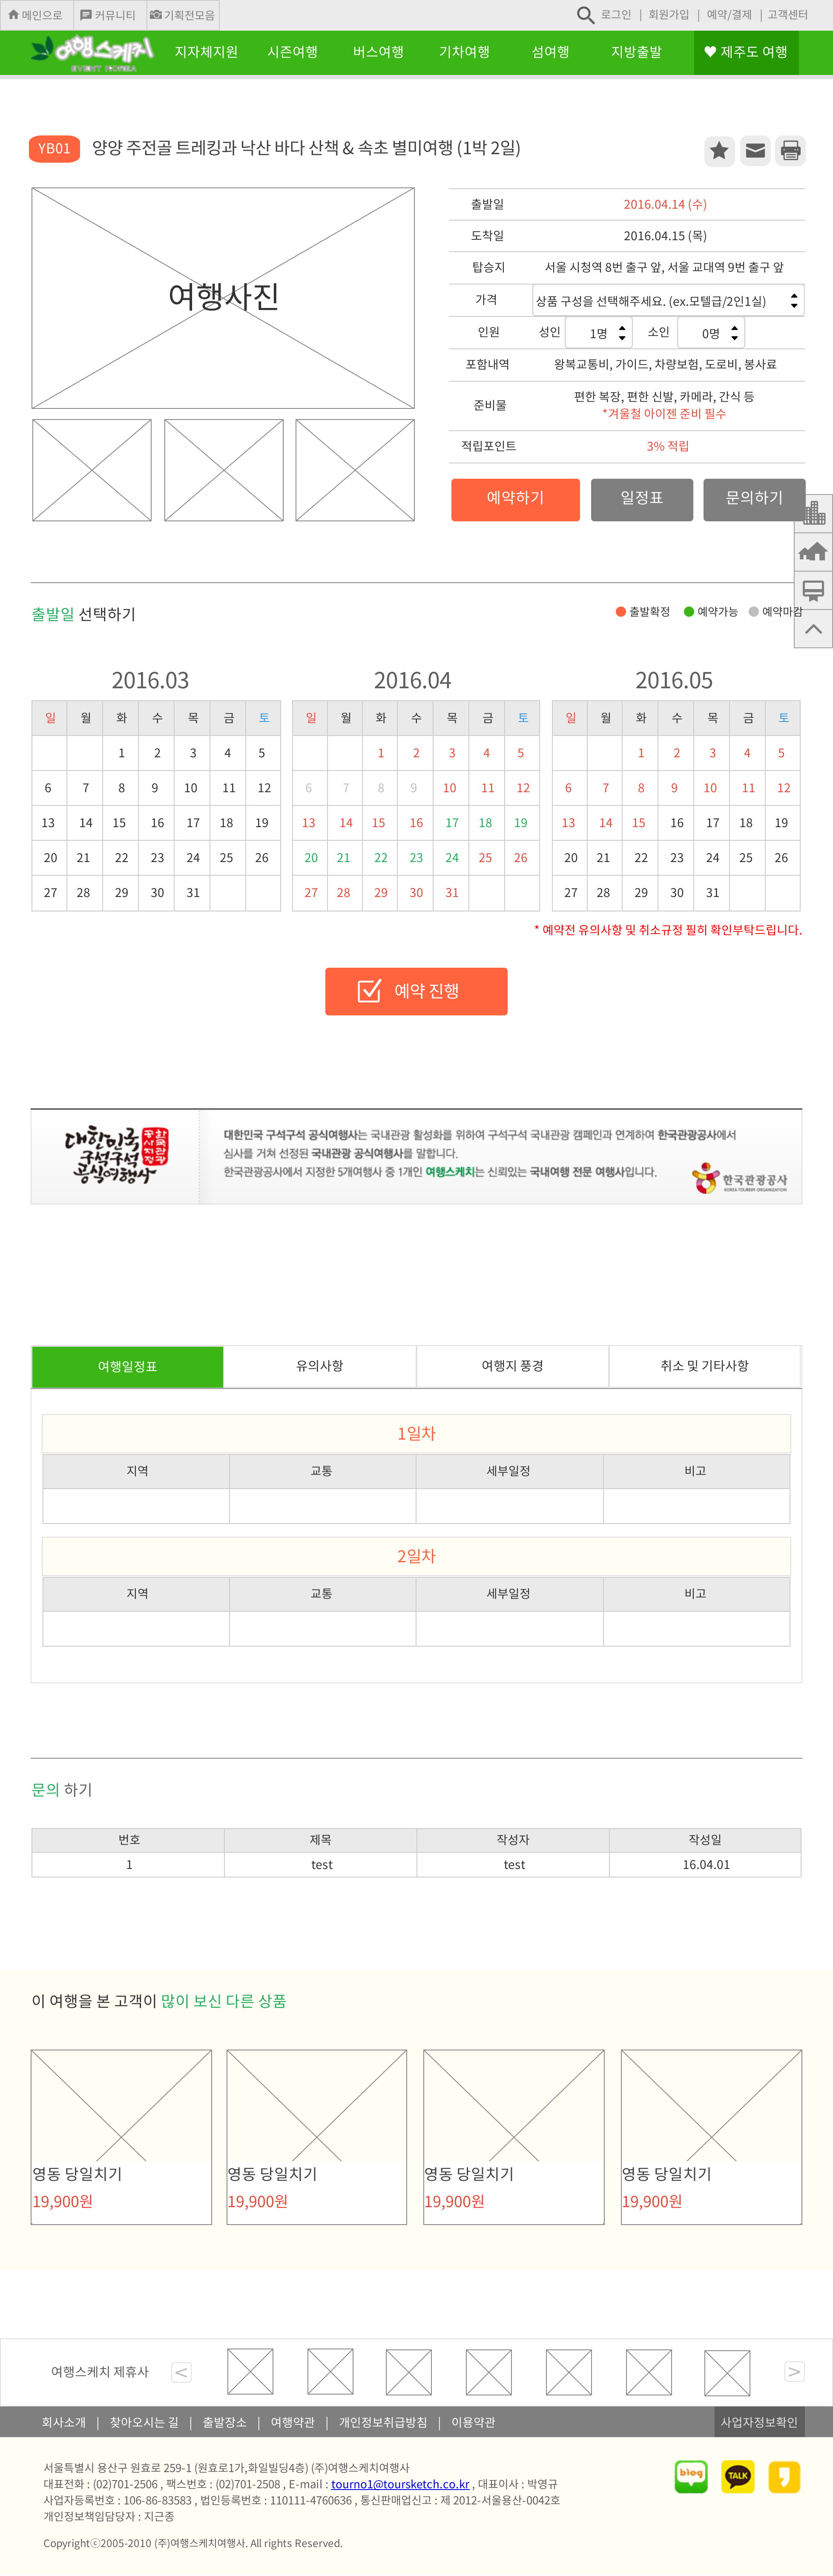 메인으로 커뮤니티 기획전모음 로그인 | 회원가입 | 예약/결제 | 고객센터
여행스케치 지자체지원 시즌여행 버스여행 기차여행 섬여행 지방출발 ♥ 제주도 여행
EVENT KOREA
YB01 양양 주전골 트레킹과 낙산 바다 산책 & 속초 별미여행 (1박 2일)
여행사진
출발일 2016.04.14 (수)
도착일 2016.04.15 (목)
탑승지 서울 시청역 8번 출구 앞, 서울 교대역 9번 출구 앞
가격 상품 구성을 선택해주세요. (ex.모텔급/2인1실)
인원 성인 1명 소인 0명
포함내역 왕복교통비, 가이드, 차량보험, 도로비, 봉사료
준비물 편한 복장, 편한 신발, 카메라, 간식 등
*겨울철 아이젠 준비 필수
적립포인트 3% 적립
예약하기 일정표 문의하기
출발일 선택하기 출발확정 예약가능 예약마감
2016.03
일 월 화 수 목 금 토
1 2 3 4 5
6 7 8 9 10 11 12
13 14 15 16 17 18 19
20 21 22 23 24 25 26
27 28 29 30 31
2016.04
일 월 화 수 목 금 토
1 2 3 4 5
6 7 8 9 10 11 12
13 14 15 16 17 18 19
20 21 22 23 24 25 26
27 28 29 30 31
2016.05
일 월 화 수 목 금 토
1 2 3 4 5
6 7 8 9 10 11 12
13 14 15 16 17 18 19
20 21 22 23 24 25 26
27 28 29 30 31
* 예약전 유의사항 및 취소규정 필히 확인부탁드립니다.
예약 진행
대한민국
구석구석
공식여행사
한국관광공사지정
대한민국 구석구석 공식여행사는 국내관광 활성화를 위하여 구석구석 국내관광 캠페인과 연계하여 한국관광공사에서
심사를 거쳐 선정된 국내관광 공식여행사를 말합니다.
한국관광공사에서 지정한 5개여행사 중 1개인 여행스케치는 신뢰있는 국내여행 전문 여행사입니다.
한국관광공사
KOREA TOURISM ORGANIZATION
여행일정표 유의사항 여행지 풍경 취소 및 기타사항
1일차
지역 교통 세부일정 비고
2일차
지역 교통 세부일정 비고
문의 하기
번호 제목 작성자 작성일
1 test test 16.04.01
이 여행을 본 고객이 많이 보신 다른 상품
영동 당일치기 영동 당일치기 영동 당일치기 영동 당일치기
19,900원 19,900원 19,900원 19,900원
여행스케치 제휴사 < >
회사소개 | 찾아오시는 길 | 출발장소 | 여행약관 | 개인정보취급방침 | 이용약관 사업자정보확인
서울특별시 용산구 원효로 259-1 (원효로1가,화일빌딩4층) (주)여행스케치여행사
대표전화 : (02)701-2506 , 팩스번호 : (02)701-2508 , E-mail : tourno1@toursketch.co.kr , 대표이사 : 박영규
사업자등록번호 : 106-86-83583 , 법인등록번호 : 110111-4760636 , 통신판매업신고 : 제 2012-서울용산-0042호
개인정보책임담당자 : 지근종
Copyrightⓒ2005-2010 (주)여행스케치여행사. All rights Reserved.
blog TALK